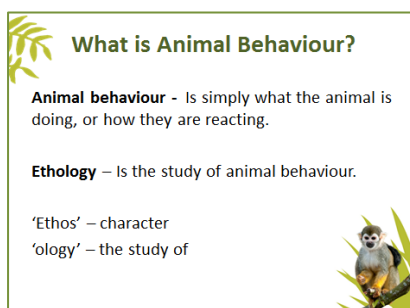 What is Animal Behaviour?
Animal behaviour - Is simply what the animal is
doing, or how they are reacting.
Ethology – Is the study of animal behaviour.
‘Ethos’ – character
‘ology’ – the study of